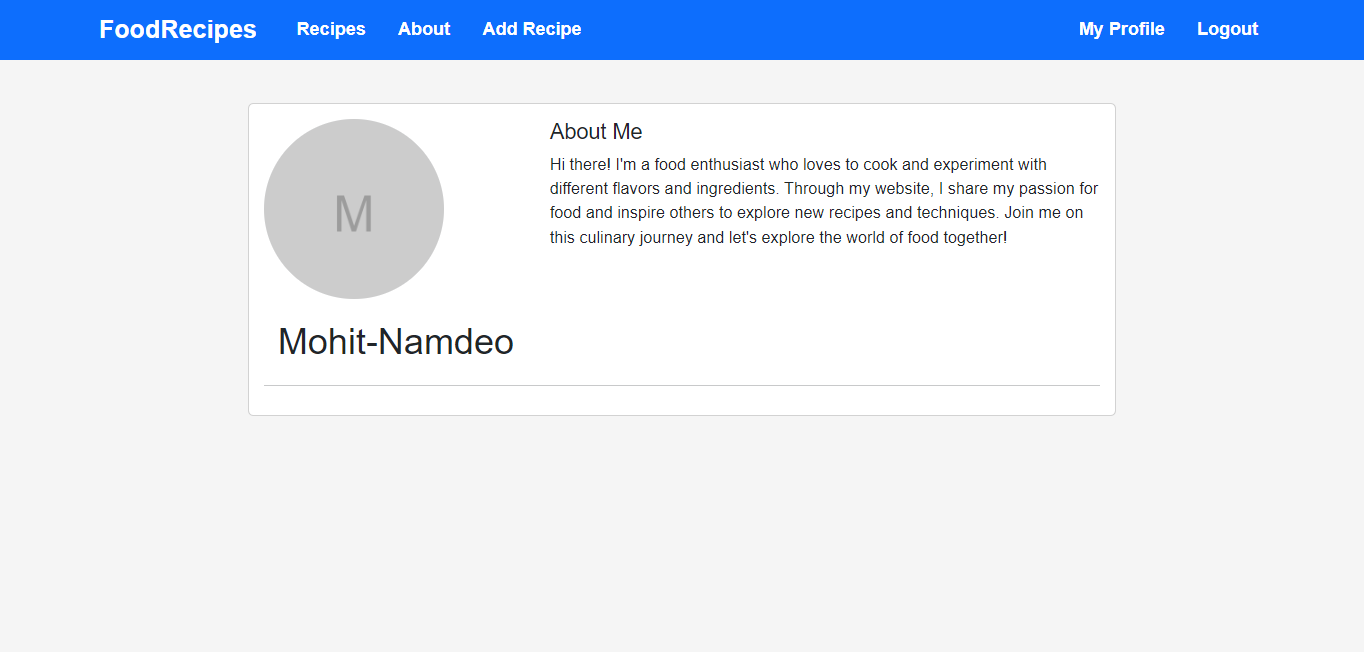 FoodRecipes Recipes About Add Recipe My Profile Logout
M
Mohit-Namdeo
About Me
Hi there! I'm a food enthusiast who loves to cook and experiment with
different flavors and ingredients. Through my website, I share my passion for
food and inspire others to explore new recipes and techniques. Join me on
this culinary journey and let's explore the world of food together!